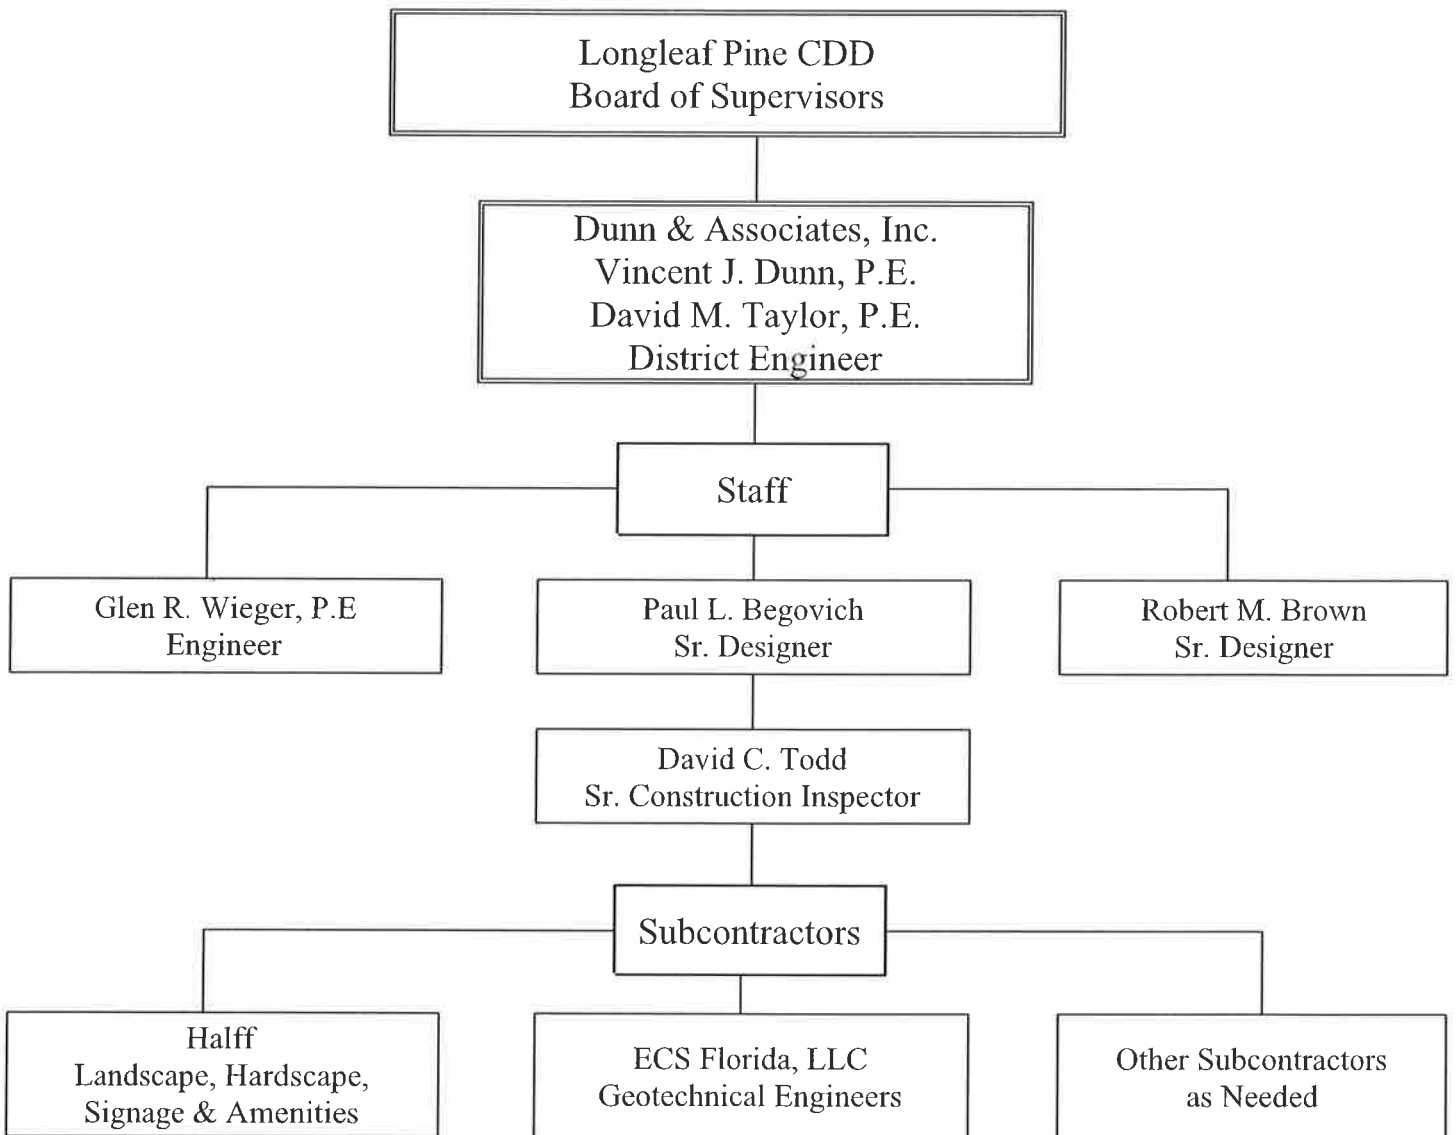 Longleaf Pine CDD
Board of Supervisors
Dunn & Associates, Inc.
Vincent J. Dunn, P.E.
David M. Taylor, P.E.
District Engineer
Staff
Glen R. Wieger, P.E
Engineer
Paul L. Begovich
Sr. Designer
Robert M. Brown
Sr. Designer
David C. Todd
Sr. Construction Inspector
Subcontractors
Halff
Landscape, Hardscape,
Signage & Amenities
ECS Florida, LLC
Geotechnical Engineers
Other Subcontractors
as Needed